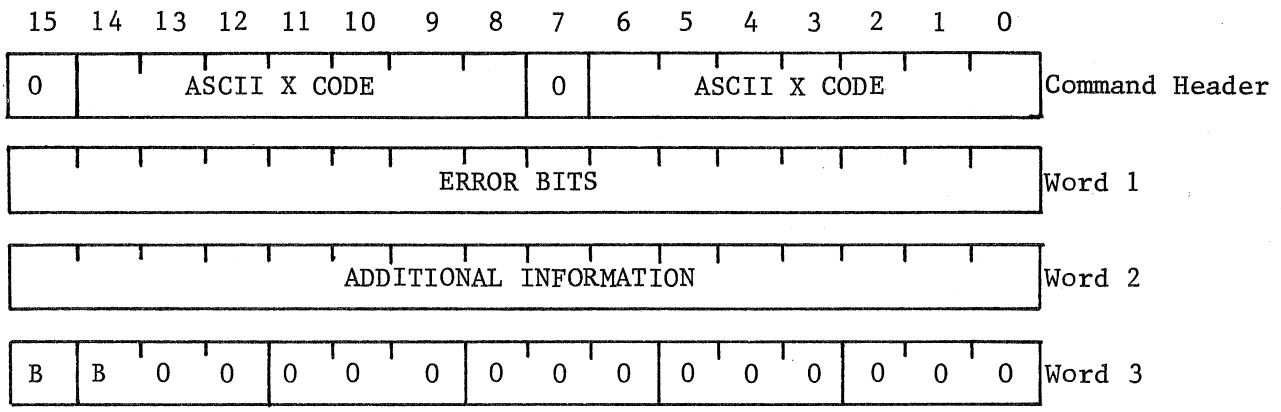 15 14 13 12 11 10 9 8 7 6 5 4 3 2 1 0
0 ASCII X CODE 0 ASCII X CODE Command Header
ERROR BITS Word 1
ADDITIONAL INFORMATION Word 2
B B 0 0 0 0 0 0 0 0 0 0 0 0 0 0 Word 3